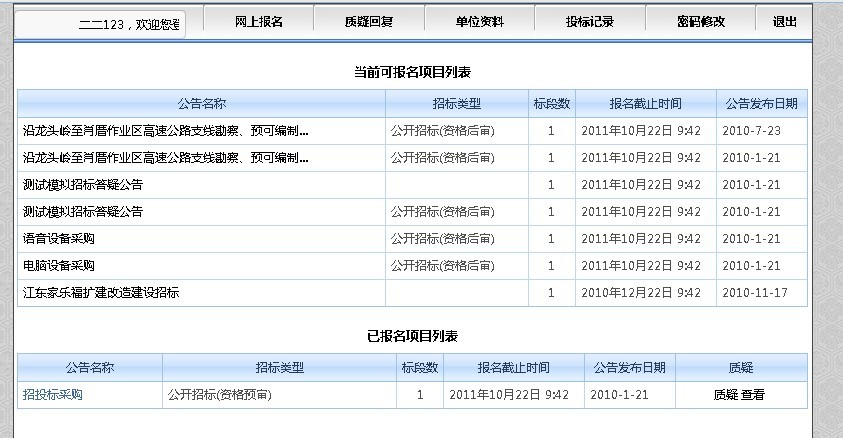 二二123，欢迎您登 网上报名 质疑回复 单位资料 投标记录 密码修改 退出
当前可报名项目列表
公告名称 招标类型 标段数 报名截止时间 公告发布日期
沿龙头岭至肖厝作业区高速公路支线勘察、预可编制... 公开招标(资格后审) 1 2011年10月22日 9:42 2010-7-23
沿龙头岭至肖厝作业区高速公路支线勘察、预可编制... 公开招标(资格后审) 1 2011年10月22日 9:42 2010-1-21
测试模拟招标答疑公告 1 2011年10月22日 9:42 2010-1-21
测试模拟招标答疑公告 公开招标(资格后审) 1 2011年10月22日 9:42 2010-1-21
语音设备采购 公开招标(资格后审) 1 2011年10月22日 9:42 2010-1-21
电脑设备采购 公开招标(资格后审) 1 2011年10月22日 9:42 2010-1-21
江东家乐福扩建改造建设招标 1 2010年12月22日 9:42 2010-11-17
已报名项目列表
公告名称 招标类型 标段数 报名截止时间 公告发布日期 质疑
招投标采购 公开招标(资格预审) 1 2011年10月22日 9:42 2010-1-21 质疑 查看